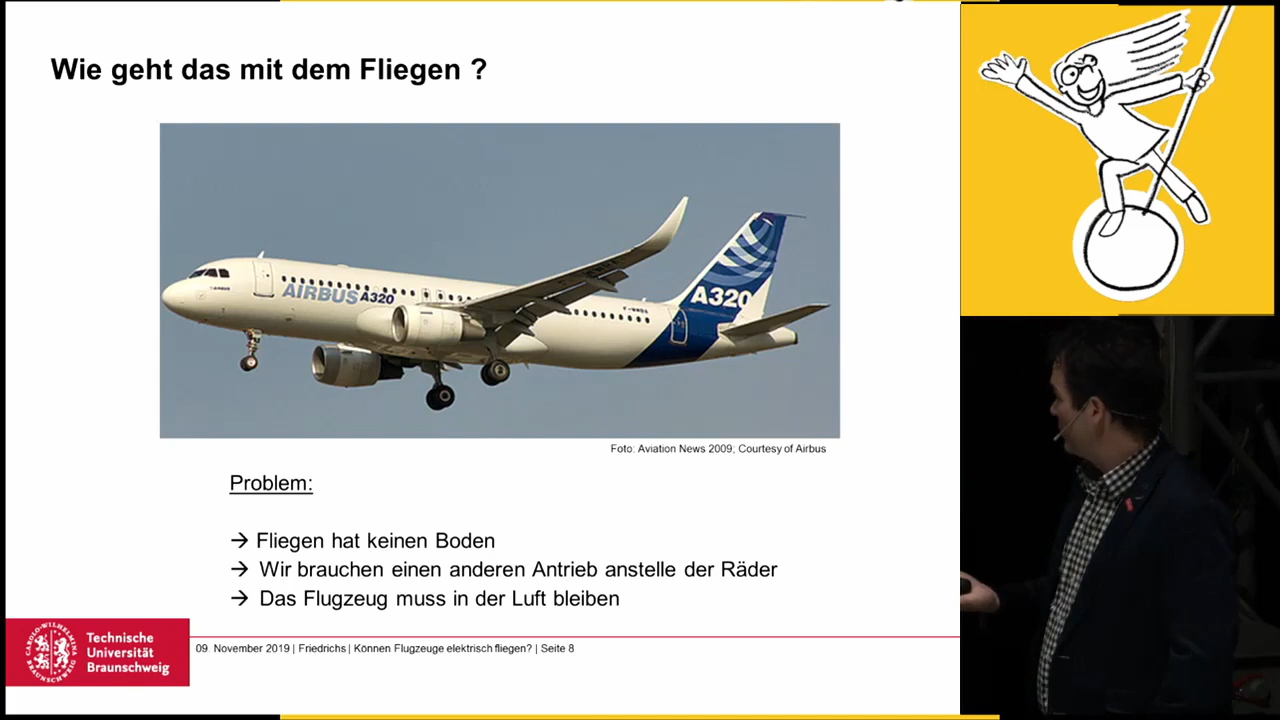 Wie geht das mit dem Fliegen ?
AIRBUS A320
A320
Foto: Aviation News 2009; Courtesy of Airbus
Problem:
→ Fliegen hat keinen Boden
→ Wir brauchen einen anderen Antrieb anstelle der Räder
→ Das Flugzeug muss in der Luft bleiben
Technische
Universität
Braunschweig
09. November 2019 | Friedrichs | Können Flugzeuge elektrisch fliegen? | Seite 8